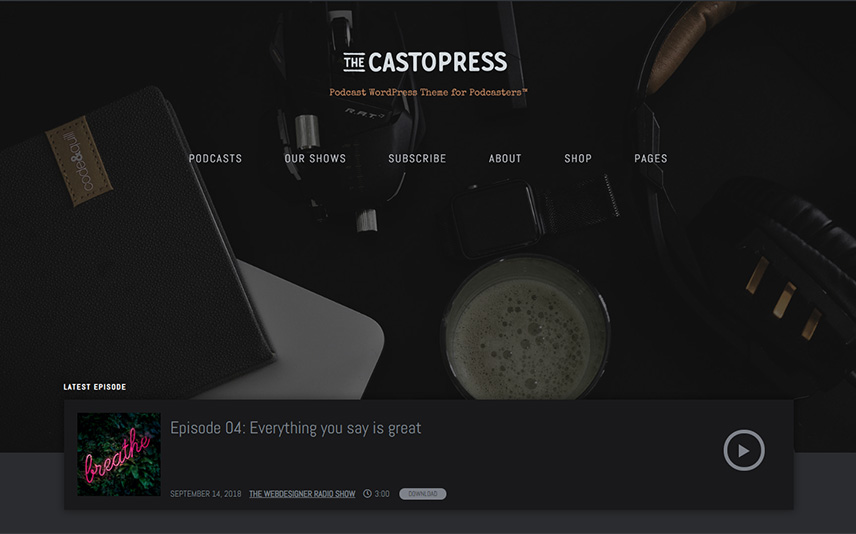 THE CASTOPRESS
Podcast WordPress Theme for Podcasters™
R.A.T.
code&quill
PODCASTS OUR SHOWS SUBSCRIBE ABOUT SHOP PAGES
LATEST EPISODE
breathe
Episode 04: Everything you say is great
SEPTEMBER 14, 2018 THE WEBDESIGNER RADIO SHOW 3:00 DOWNLOAD